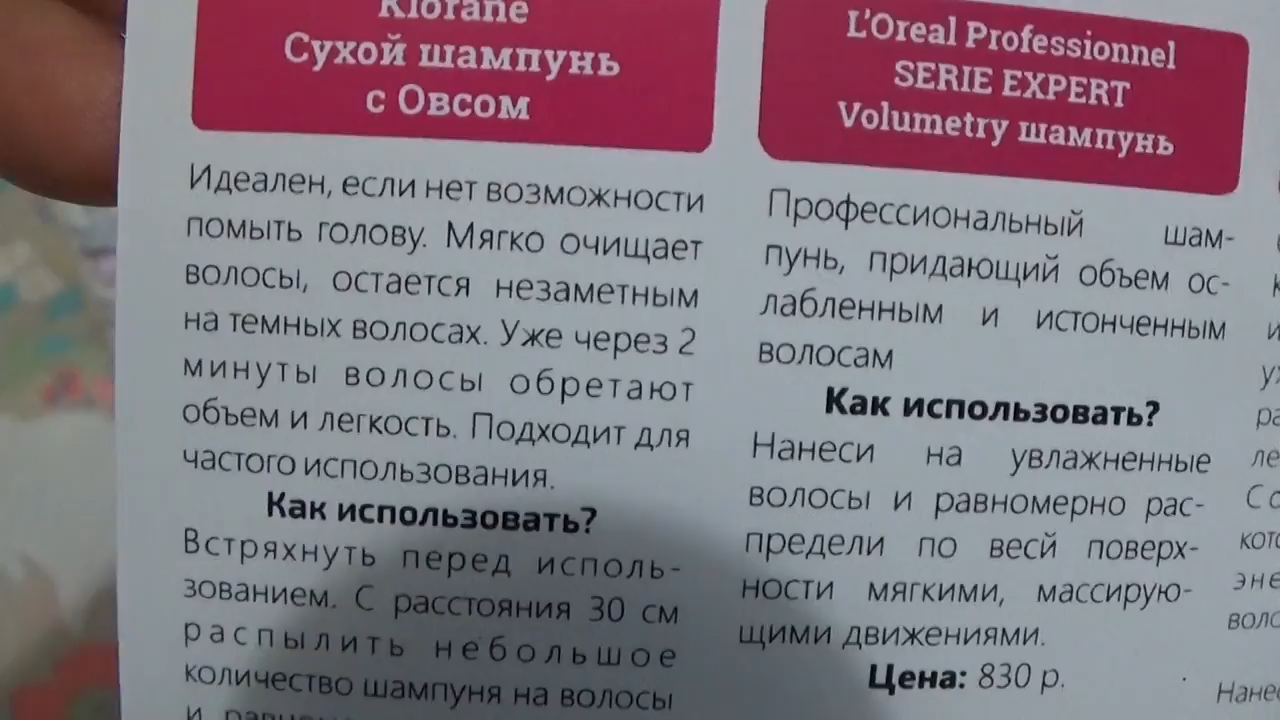 Klorane
Сухой шампунь
с Овсом
Идеален, если нет возможности
помыть голову. Мягко очищает
волосы, остается незаметным
на темных волосах. Уже через 2
минуты волосы обретают
объем и легкость. Подходит для
частого использования.
Как использовать?
Встряхнуть перед исполь-
зованием. С расстояния 30 см
распылить небольшое
количество шампуня на волосы
L'Oreal Professionnel
SERIE EXPERT
Volumetry шампунь
Профессиональный шам-
пунь, придающий объем ос-
лабленным и истонченным
волосам
Как использовать?
Нанеси на увлажненные
волосы и равномерно рас-
предели по весй поверх-
ности мягкими, массирую-
щими движениями.
Цена: 830 р.